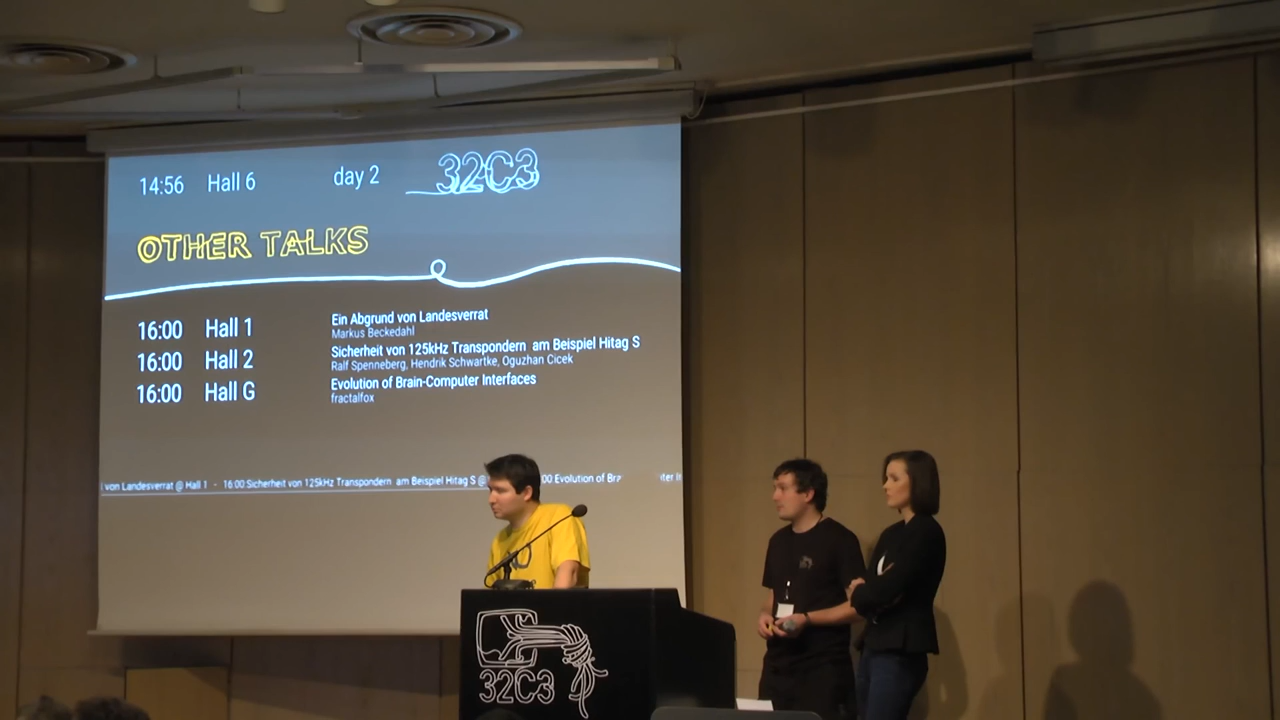 14:56 Hall 6 day 2 32C3
OTHER TALKS
16:00 Hall 1 Ein Abgrund von Landesverrat
Markus Beckedahl
16:00 Hall 2 Sicherheit von 125kHz Transpondern am Beispiel Hitag S
Ralf Spenneberg, Hendrik Schwartke, Oguzhan Cicek
16:00 Hall G Evolution of Brain-Computer Interfaces
fractalfox
von Landesverrat @ Hall 1 - 16:00 Sicherheit von 125kHz Transpondern am Beispiel Hitag S @ 00 Evolution of
32C3